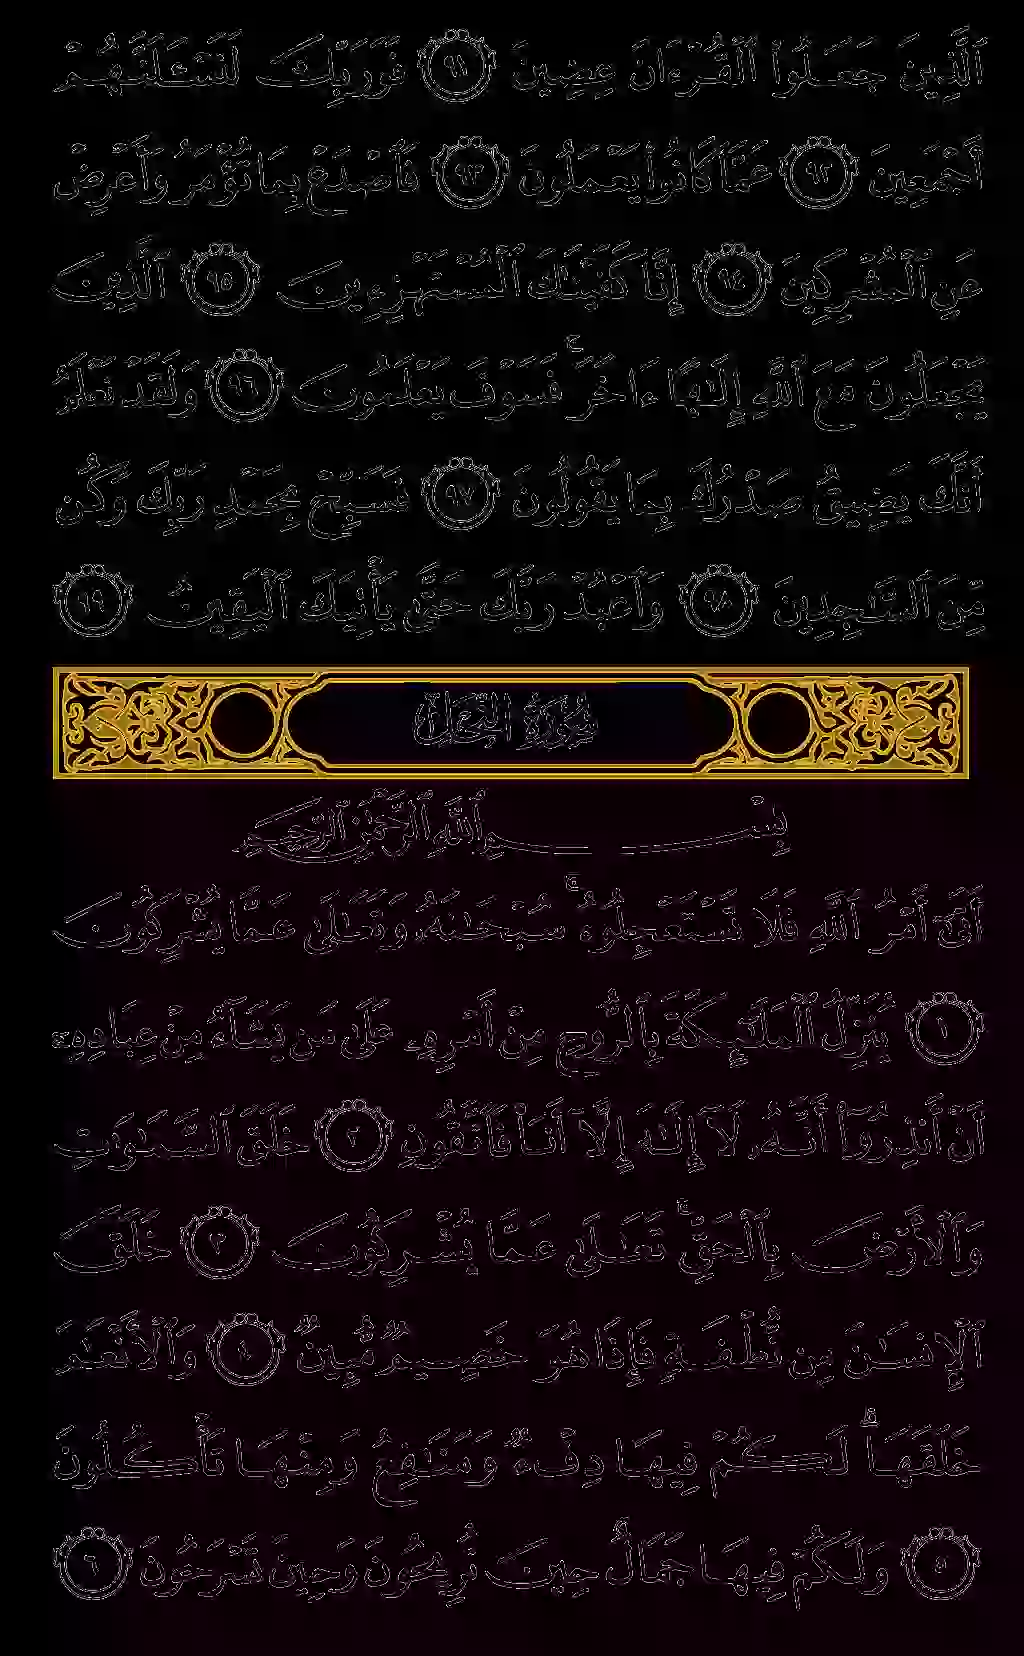 ٱلَّذِينَ جَعَلُوا۟ ٱلْقُرْءَانَ عِضِينَ ٩١ فَوَرَبِّكَ لَنَسْـَٔلَنَّهُمْ
أَجْمَعِينَ ٩٢ عَمَّا كَانُوا۟ يَعْمَلُونَ ٩٣ فَٱصْدَعْ بِمَا تُؤْمَرُ وَأَعْرِضْ
عَنِ ٱلْمُشْرِكِينَ ٩٤ إِنَّا كَفَيْنَـٰكَ ٱلْمُسْتَهْزِءِينَ ٩٥ ٱلَّذِينَ
يَجْعَلُونَ مَعَ ٱللَّهِ إِلَـٰهًا ءَاخَرَ ۚ فَسَوْفَ يَعْلَمُونَ ٩٦ وَلَقَدْ نَعْلَمُ
أَنَّكَ يَضِيقُ صَدْرُكَ بِمَا يَقُولُونَ ٩٧ فَسَبِّحْ بِحَمْدِ رَبِّكَ وَكُن
مِّنَ ٱلسَّـٰجِدِينَ ٩٨ وَٱعْبُدْ رَبَّكَ حَتَّىٰ يَأْتِيَكَ ٱلْيَقِينُ ٩٩
سُورَةُ النَّحْلِ
بِسْمِ ٱللَّهِ ٱلرَّحْمَـٰنِ ٱلرَّحِيمِ
أَتَىٰٓ أَمْرُ ٱللَّهِ فَلَا تَسْتَعْجِلُوهُ ۚ سُبْحَـٰنَهُۥ وَتَعَـٰلَىٰ عَمَّا يُشْرِكُونَ
١ يُنَزِّلُ ٱلْمَلَـٰٓئِكَةَ بِٱلرُّوحِ مِنْ أَمْرِهِۦ عَلَىٰ مَن يَشَآءُ مِنْ عِبَادِهِۦٓ
أَنْ أَنذِرُوٓا۟ أَنَّهُۥ لَآ إِلَـٰهَ إِلَّآ أَنَا۠ فَٱتَّقُونِ ٢ خَلَقَ ٱلسَّمَـٰوَٰتِ
وَٱلْأَرْضَ بِٱلْحَقِّ ۚ تَعَـٰلَىٰ عَمَّا يُشْرِكُونَ ٣ خَلَقَ
ٱلْإِنسَـٰنَ مِن نُّطْفَةٍ فَإِذَا هُوَ خَصِيمٌ مُّبِينٌ ٤ وَٱلْأَنْعَـٰمَ
خَلَقَهَا ۗ لَكُمْ فِيهَا دِفْءٌ وَمَنَـٰفِعُ وَمِنْهَا تَأْكُلُونَ
٥ وَلَكُمْ فِيهَا جَمَالٌ حِينَ تُرِيحُونَ وَحِينَ تَسْرَحُونَ ٦